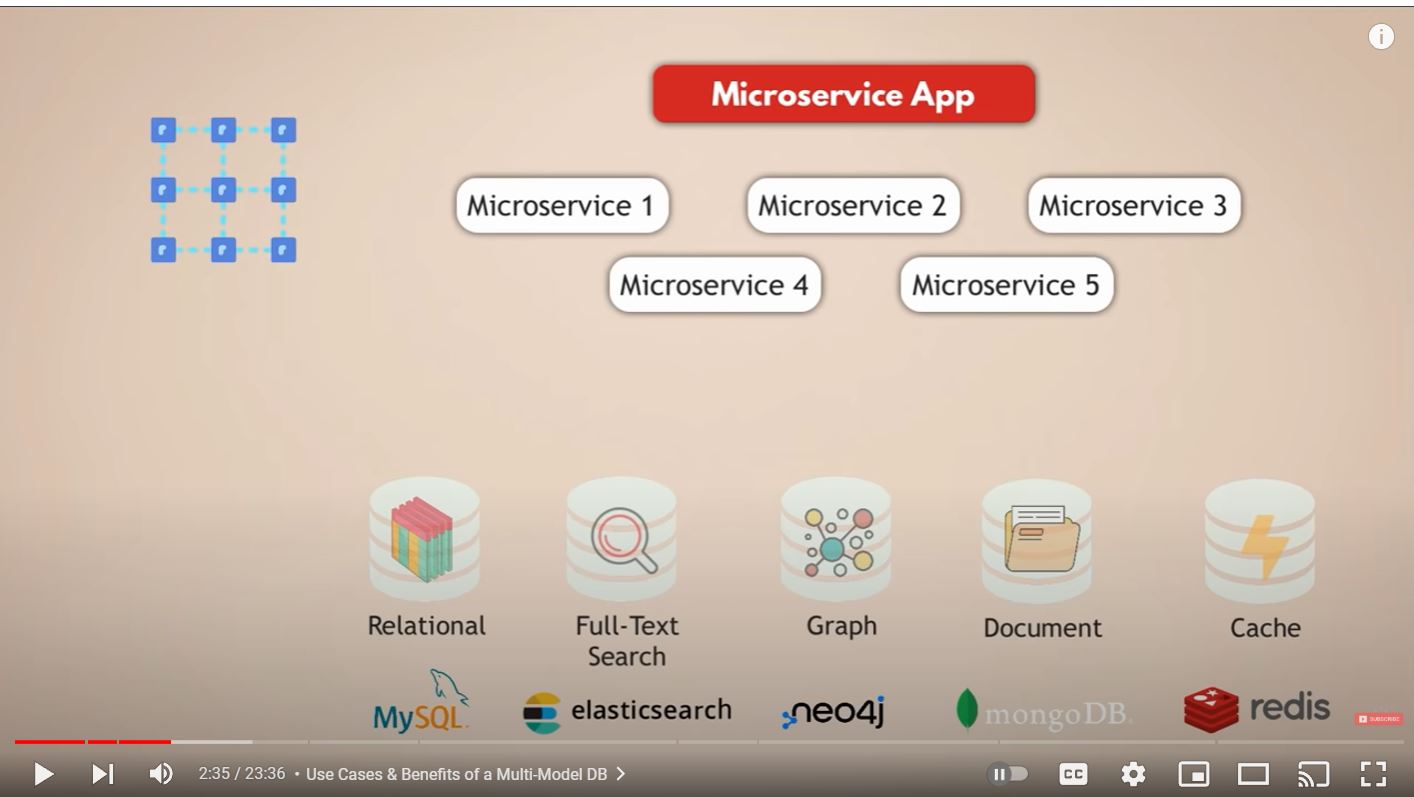 Microservice App
Microservice 1
Microservice 2
Microservice 3
Microservice 4
Microservice 5
Relational
Full-Text
Search
Graph
Document
Cache
MySQL
elasticsearch
neo4j
mongoDB
redis
SUBSCRIBE
2:35 / 23:36 • Use Cases & Benefits of a Multi-Model DB
CC